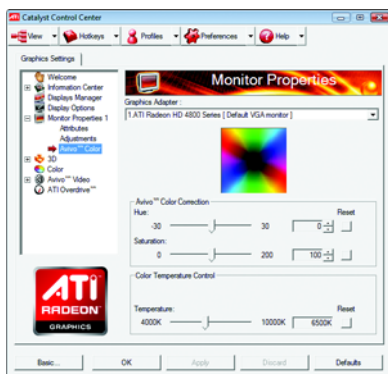 ATI Catalyst Control Center
View Hotkeys Profiles Preferences Help
Graphics Settings
Welcome
Information Center
Displays Manager
Display Options
Monitor Properties 1
Attributes
Adjustments
Avivo™ Color
3D
Color
Avivo™ Video
ATI Overdrive™
ATI
RADEON
GRAPHICS
Monitor Properties
Graphics Adapter:
1.ATI Radeon HD 4800 Series [ Default VGA monitor ]
Avivo™ Color Correction
Hue: Reset
-30 30 0
Saturation:
0 200 100
Color Temperature Control
Temperature: Reset
4000K 10000K 6500K
Basic... OK Apply Discard Defaults